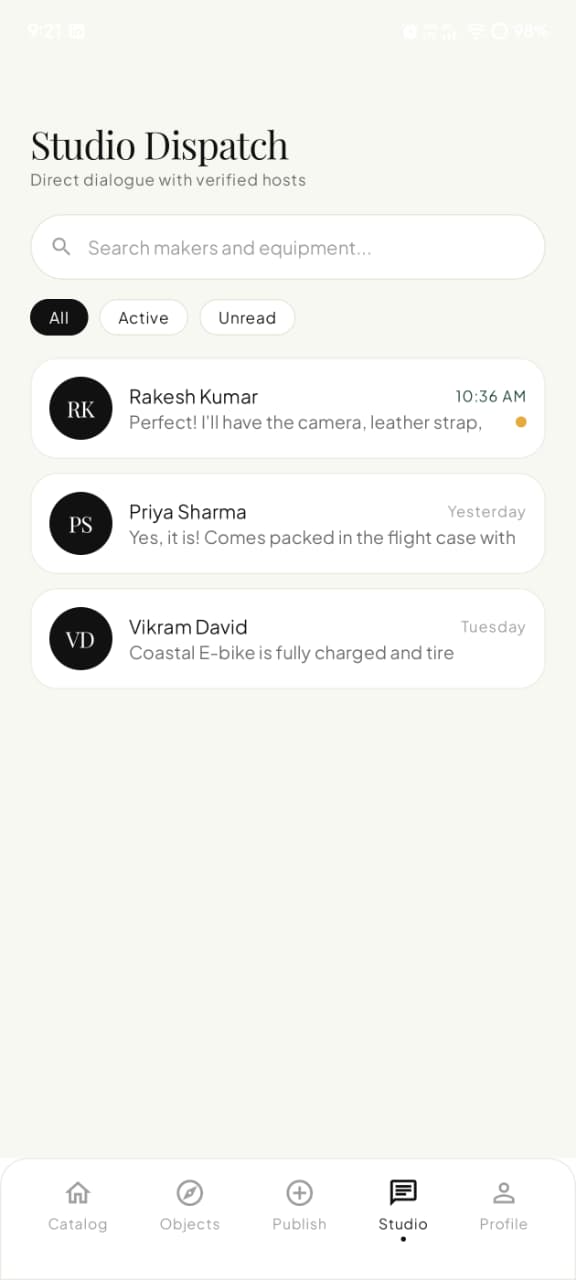 9:21
98%
Studio Dispatch
Direct dialogue with verified hosts
Search makers and equipment...
All Active Unread
RK
Rakesh Kumar 10:36 AM
Perfect! I'll have the camera, leather strap,
PS
Priya Sharma Yesterday
Yes, it is! Comes packed in the flight case with
VD
Vikram David Tuesday
Coastal E-bike is fully charged and tire
Catalog Objects Publish Studio Profile